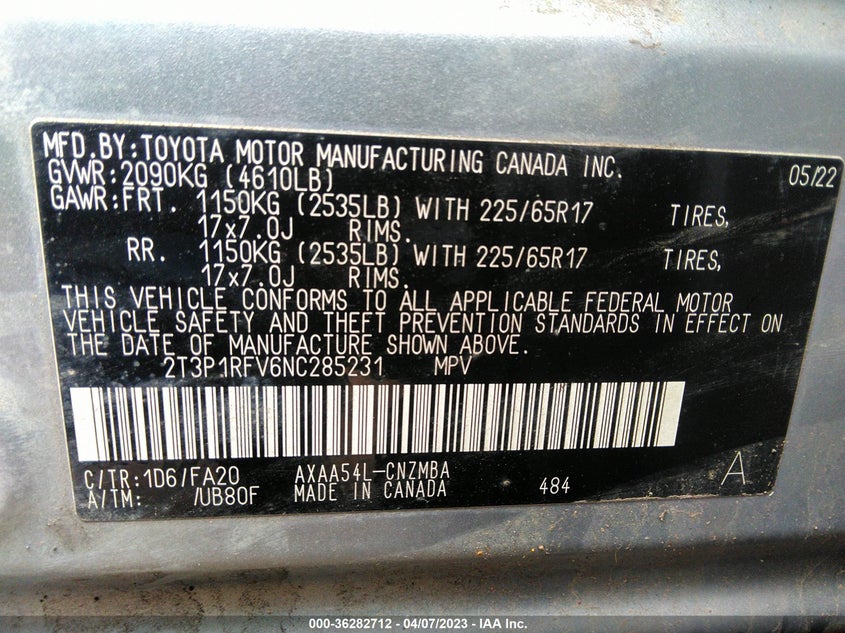 MFD.BY:TOYOTA MOTOR MANUFACTURING CANADA INC. 05/22
GVWR:2090KG (4610LB)
GAWR:FRT. 1150KG (2535LB) WITH 225/65R17 TIRES,
17x7.0J RIMS.
RR. 1150KG (2535LB) WITH 225/65R17 TIRES,
17x7.0J RIMS.
THIS VEHICLE CONFORMS TO ALL APPLICABLE FEDERAL MOTOR
VEHICLE SAFETY AND THEFT PREVENTION STANDARDS IN EFFECT ON
THE DATE OF MANUFACTURE SHOWN ABOVE.
2T3P1RFV6NC285231 MPV
C/TR:1D6/FA20 AXAA54L-CNZMBA
A/TM: /UB80F MADE IN CANADA 484 A
000-36282712 - 04/07/2023 - IAA Inc.